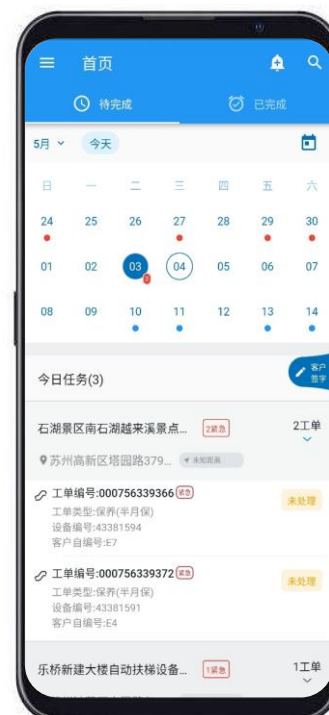 首页
待完成
已完成
5月
今天
日 一 二 三 四 五 六
24 25 26 27 28 29 30
01 02 03 04 05 06 07
08 09 10 11 12 13 14
今日任务(3)
客户
签字
石湖景区南石湖越来溪景点... 2紧急 2工单
苏州高新区塔园路379... 未知距离
工单编号:000756339366 紧急
未处理
工单类型:保养(半月保)
设备编号:43381594
客户自编号:E7
工单编号:000756339372 紧急
未处理
工单类型:保养(半月保)
设备编号:43381591
客户自编号:E4
乐桥新建大楼自动扶梯设备... 1紧急 1工单